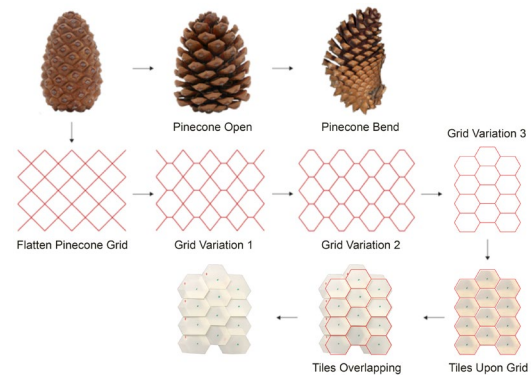 Pinecone Open
Pinecone Bend
Grid Variation 3
Flatten Pinecone Grid
Grid Variation 1
Grid Variation 2
Tiles Overlapping
Tiles Upon Grid